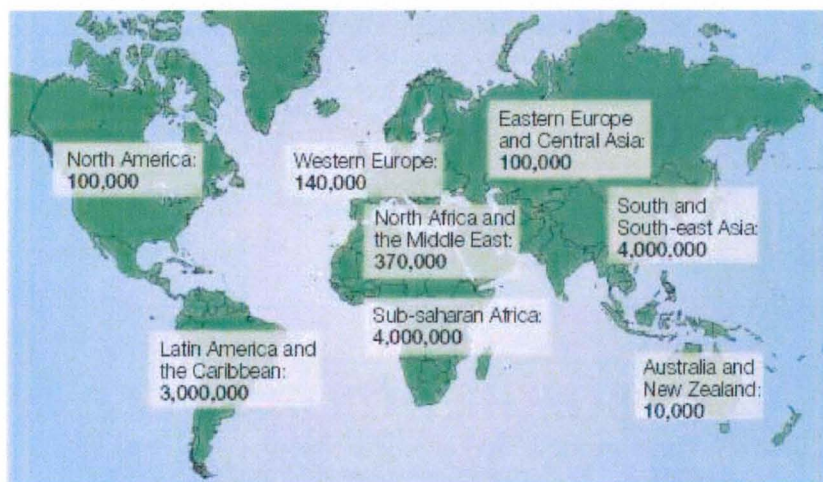 North America:
100,000
Western Europe:
140,000
Eastern Europe
and Central Asia:
100,000
North Africa and
the Middle East:
370,000
South and
South-east Asia:
4,000,000
Sub-saharan Africa:
4,000,000
Latin America and
the Caribbean:
3,000,000
Australia and
New Zealand:
10,000